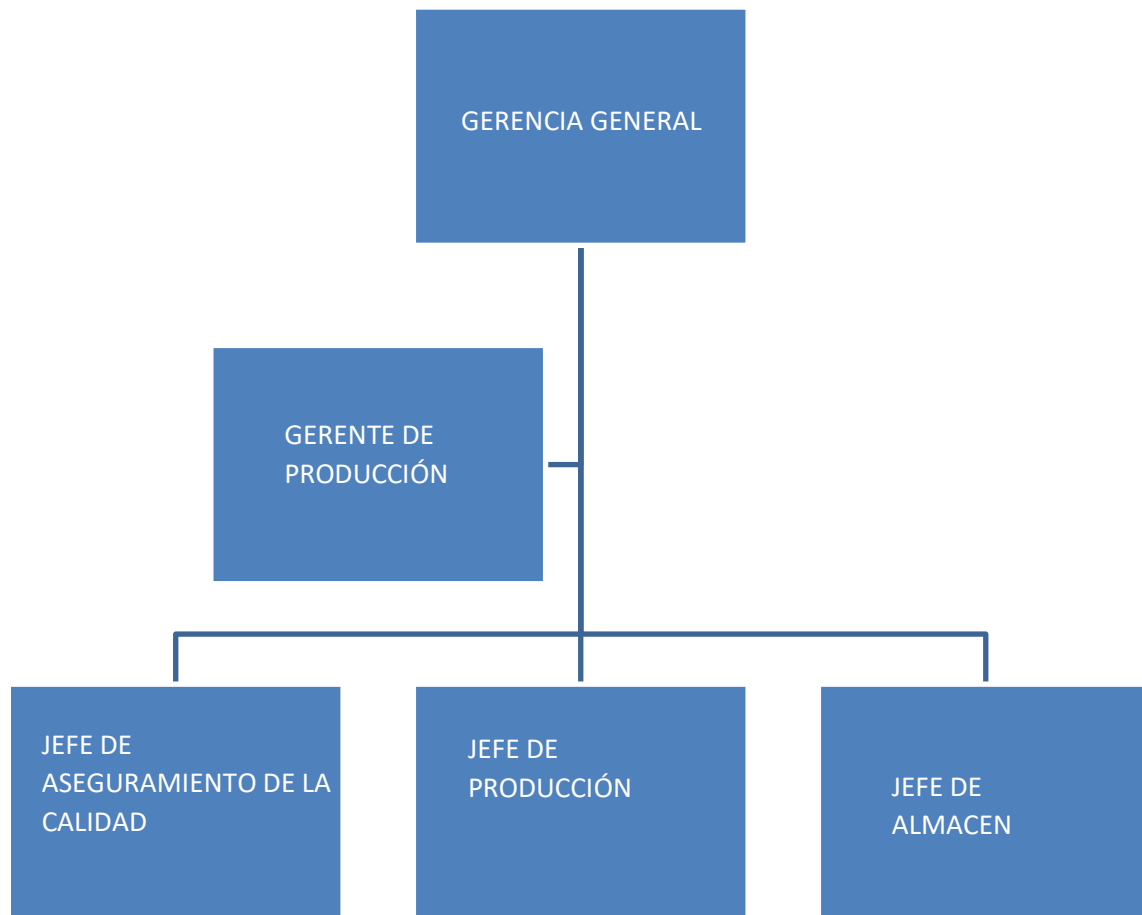 GERENCIA GENERAL
GERENTE DE
PRODUCCIÓN
JEFE DE
ASEGURAMIENTO DE LA
CALIDAD
JEFE DE
PRODUCCIÓN
JEFE DE
ALMACEN